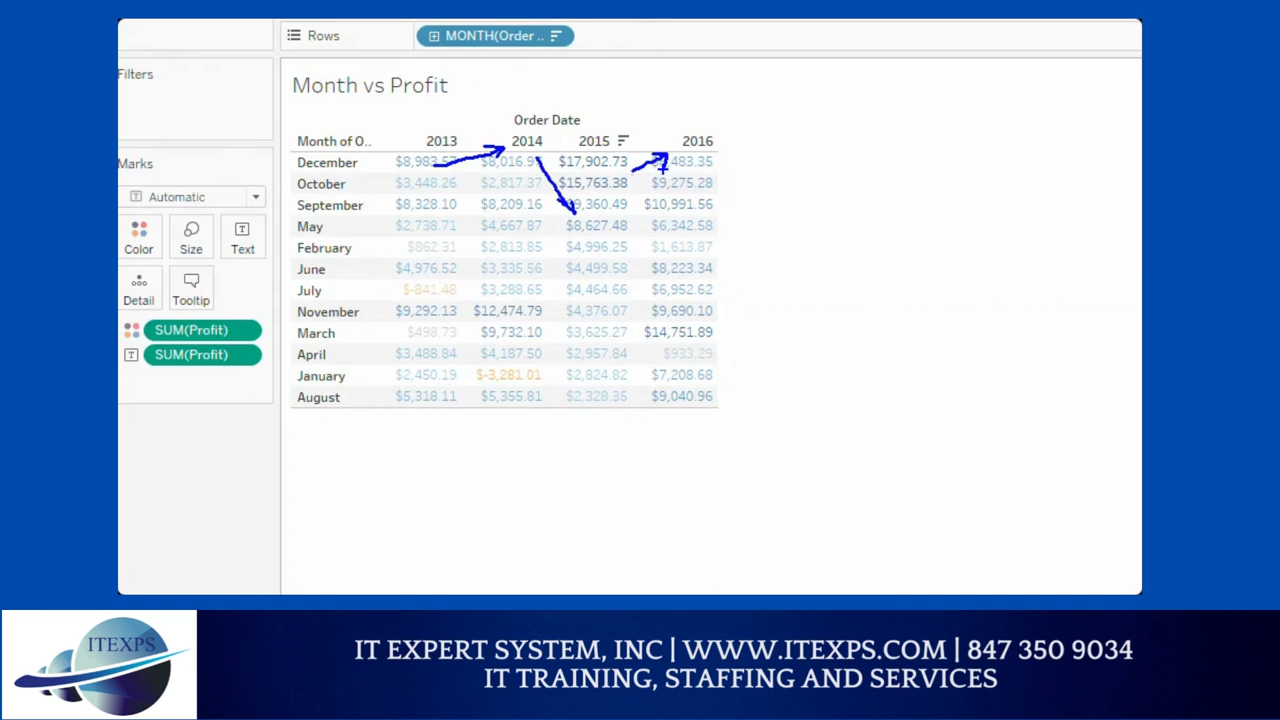 Rows
MONTH(Order ..
Filters
Month vs Profit
Order Date
Month of O.. 2013 2014 2015 2016
December $8,983.57 $17,902.73
October $3,448.26 $2,817.37 $15,763.38 $9,275.28
September $8,328.10 $8,209.16 $10,991.56
May $2,738.71 $4,667.87 $8,627.48 $6,342.58
February $862.31 $2,813.85 $4,996.25 $1,613.87
June $4,976.52 $3,335.56 $4,499.58 $8,223.34
July $-841.48 $3,288.65 $4,464.66 $6,952.62
November $9,292.13 $12,474.79 $4,376.07 $9,690.10
March $498.73 $9,732.10 $3,625.27 $14,751.89
April $3,488.84 $4,187.50 $2,957.84 $933.29
January $2,450.19 $-3,281.01 $2,824.82 $7,208.68
August $5,318.11 $5,355.81 $2,328.35 $9,040.96
Marks
Automatic
Color Size Text
Detail Tooltip
SUM(Profit)
SUM(Profit)
ITEXPS
IT EXPERT SYSTEM, INC | WWW.ITEXPS.COM | 847 350 9034
IT TRAINING, STAFFING AND SERVICES